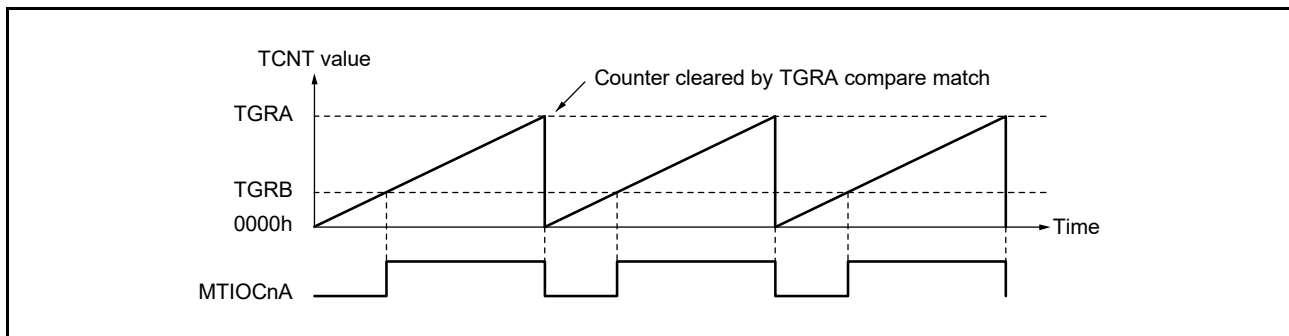 TCNT value
Counter cleared by TGRA compare match
TGRA
TGRB
0000h
Time
MTIOCnA